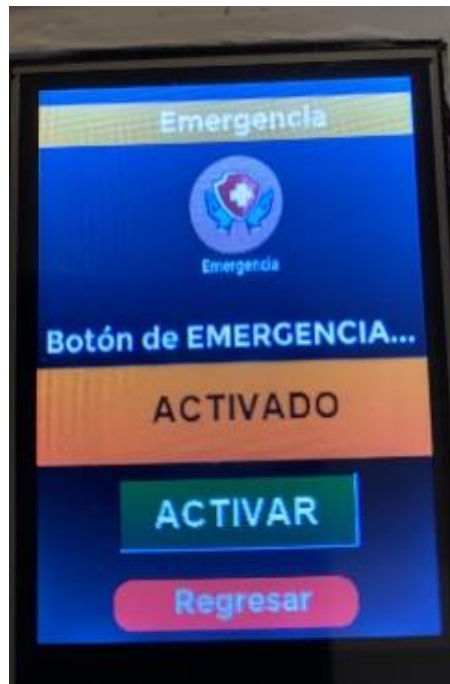 Emergencia
Emergencia
Botón de EMERGENCIA...
ACTIVADO
ACTIVAR
Regresar